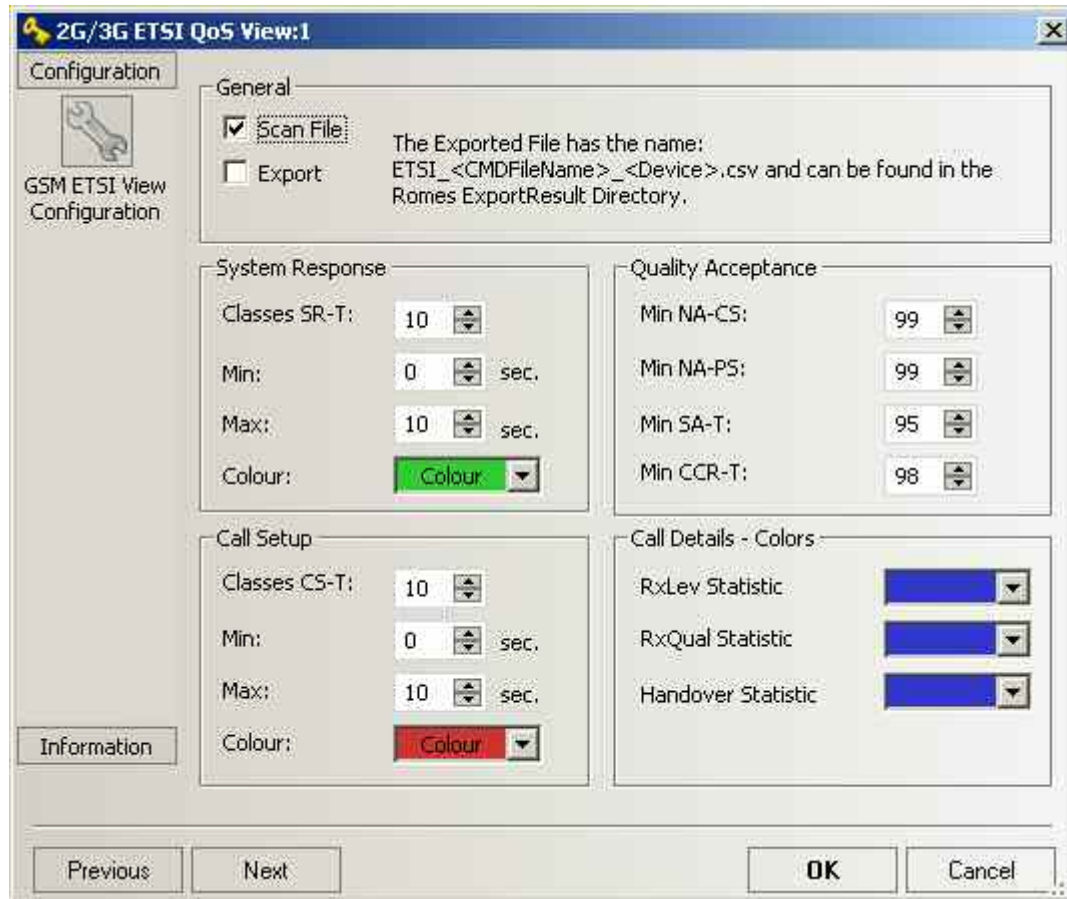 2G/3G ETSI QoS View:1
Configuration
GSM ETSI View
Configuration
Information
General
Scan File
Export
The Exported File has the name:
ETSI_<CMDFileName>_<Device>.csv and can be found in the
Romes ExportResult Directory.
System Response
Classes SR-T: 10
Min: 0 sec.
Max: 10 sec.
Colour: Colour
Quality Acceptance
Min NA-CS: 99
Min NA-PS: 99
Min SA-T: 95
Min CCR-T: 98
Call Setup
Classes CS-T: 10
Min: 0 sec.
Max: 10 sec.
Colour: Colour
Call Details - Colors
RxLev Statistic
RxQual Statistic
Handover Statistic
Previous Next OK Cancel